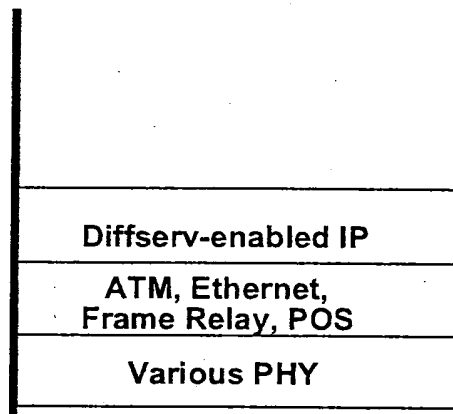 Diffserv-enabled IP
ATM, Ethernet,
Frame Relay, POS
Various PHY